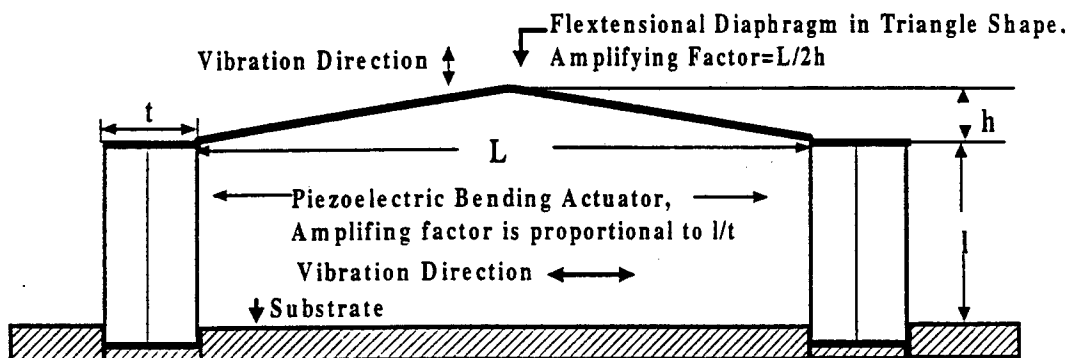 Flextensional Diaphragm in Triangle Shape.
Vibration Direction
Amplifying Factor=L/2h
t
h
L
Piezoelectric Bending Actuator,
Amplifing factor is proportional to l/t
l
Vibration Direction
Substrate